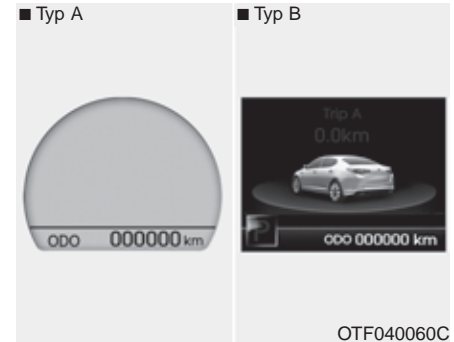 ■ Typ A
ODO 000000 km
■ Typ B
Trip A
0.0km
P
ODO 000000 km
OTF040060C